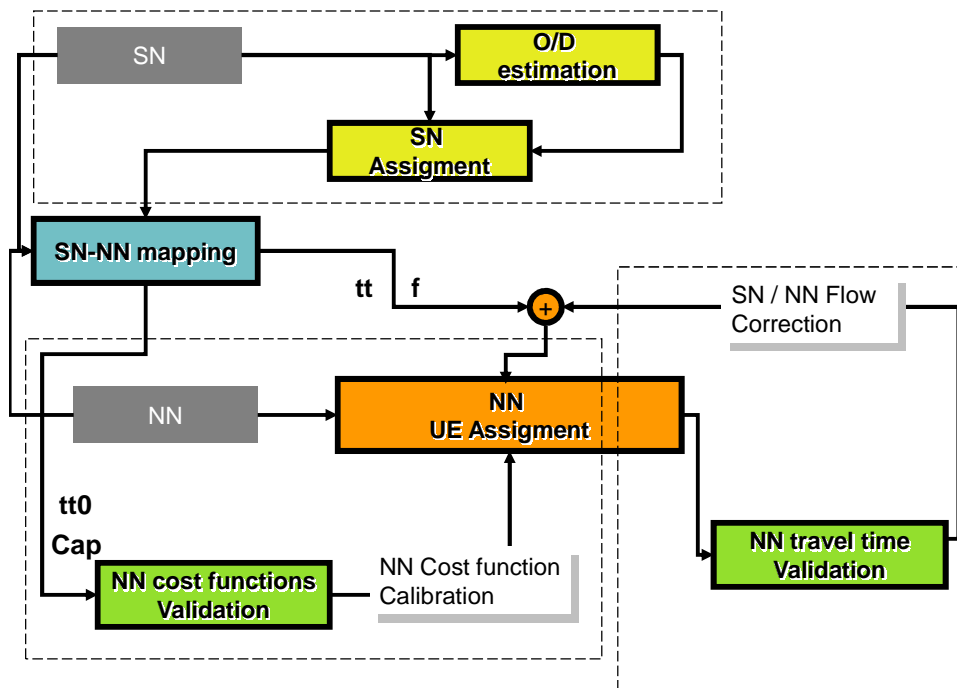 SN
O/D
estimation
SN
Assigment
SN-NN mapping
tt f
+
SN / NN Flow
Correction
NN
NN
UE Assigment
tt0
Cap
NN cost functions
Validation
NN Cost function
Calibration
NN travel time
Validation